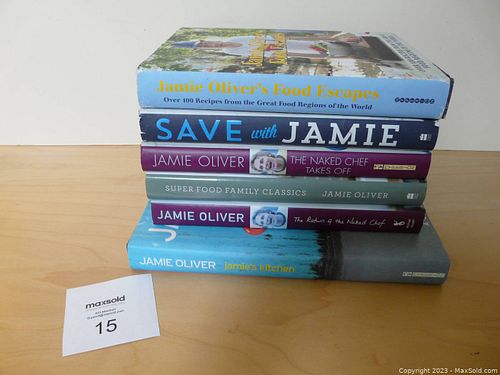 Jamie Oliver's Food Escapes
Over 100 Recipes from the Great Food Regions of the World
SAVE with JAMIE
JAMIE OLIVER THE NAKED CHEF
TAKES OFF
SUPER FOOD FAMILY CLASSICS JAMIE OLIVER
JAMIE OLIVER The Return of the Naked Chef
JAMIE OLIVER jamie's kitchen
maxsold
15
Copyright 2023 - MaxSold.com